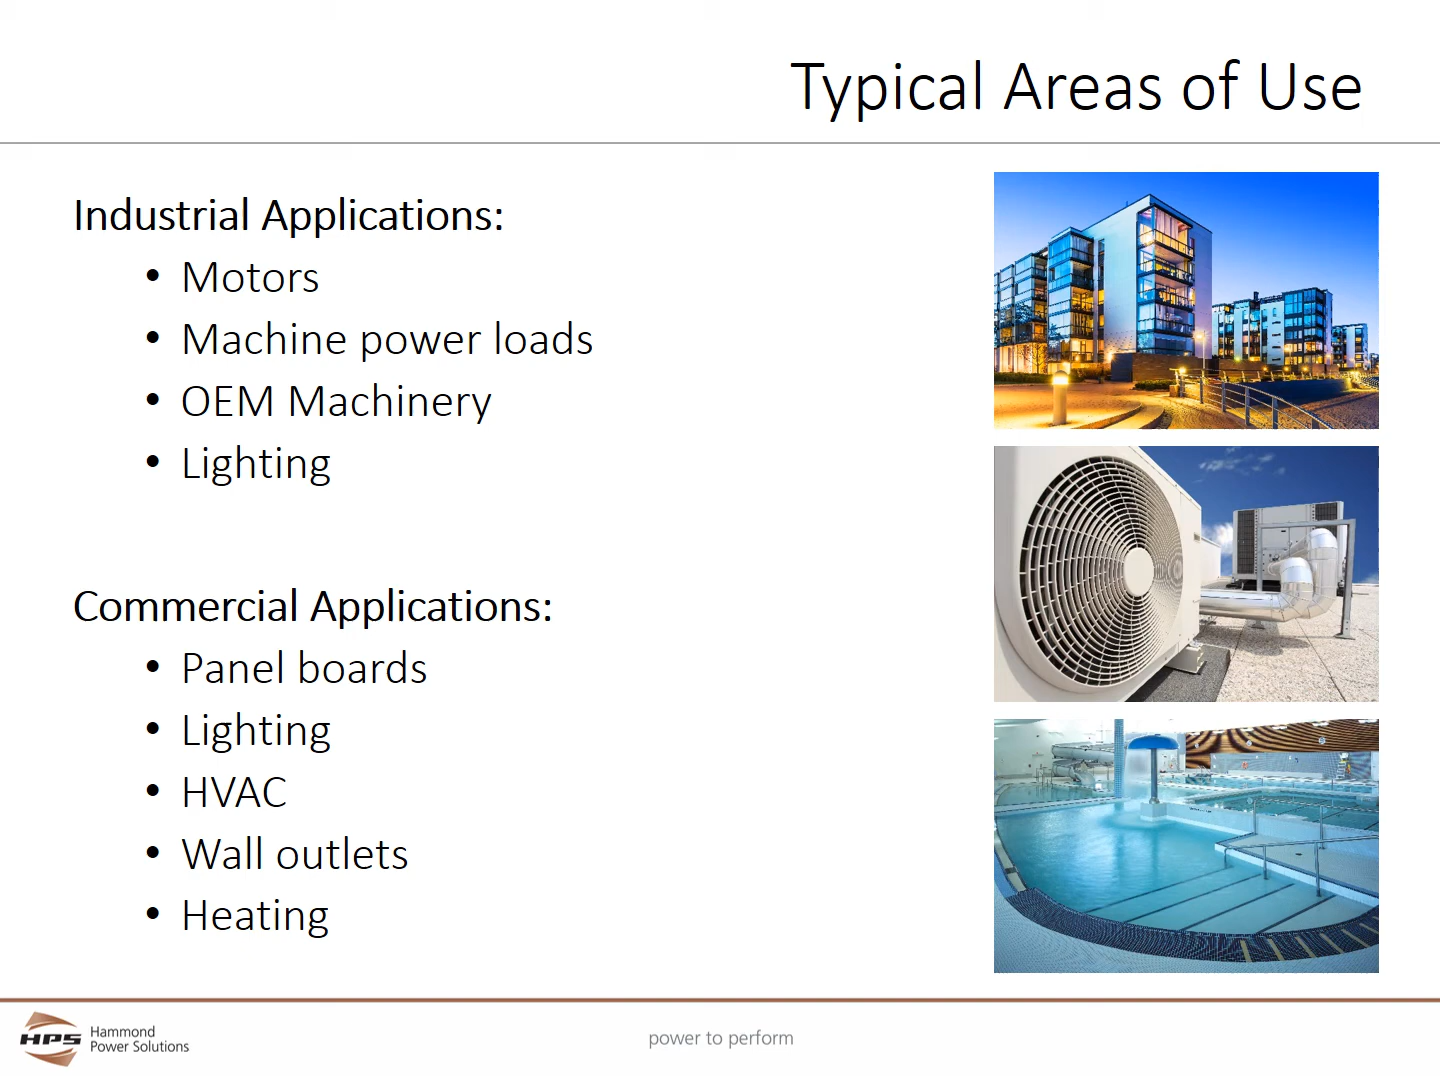 Typical Areas of Use
Industrial Applications:
• Motors
• Machine power loads
• OEM Machinery
• Lighting
Commercial Applications:
• Panel boards
• Lighting
• HVAC
• Wall outlets
• Heating
HPS
Hammond
Power Solutions
power to perform